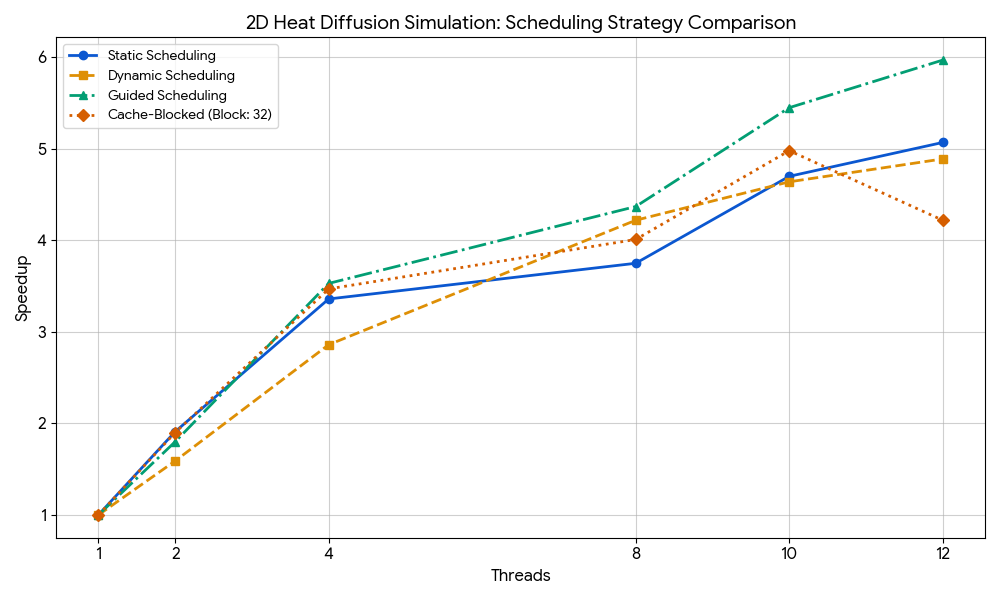 2D Heat Diffusion Simulation: Scheduling Strategy Comparison
Static Scheduling
Dynamic Scheduling
Guided Scheduling
Cache-Blocked (Block: 32)
Speedup
6
5
4
3
2
1
1 2 4 8 10 12
Threads